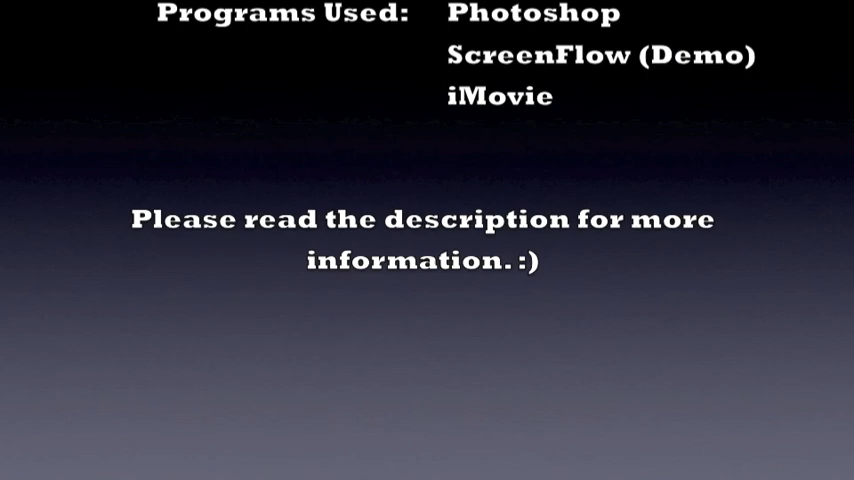 Programs Used: Photoshop
ScreenFlow (Demo)
iMovie
Please read the description for more
information. :)